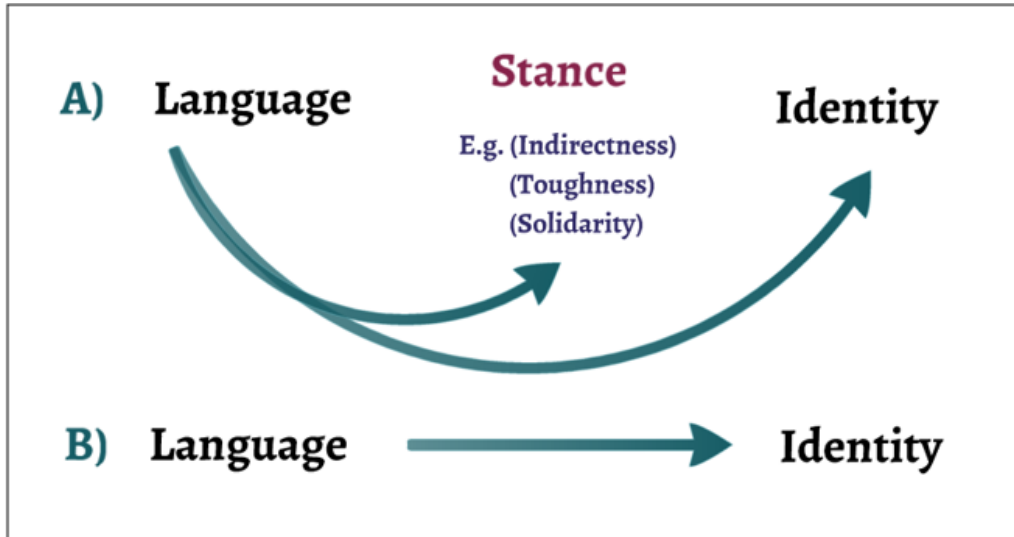 Stance
A) Language Identity
E.g. (Indirectness)
(Toughness)
(Solidarity)
B) Language Identity